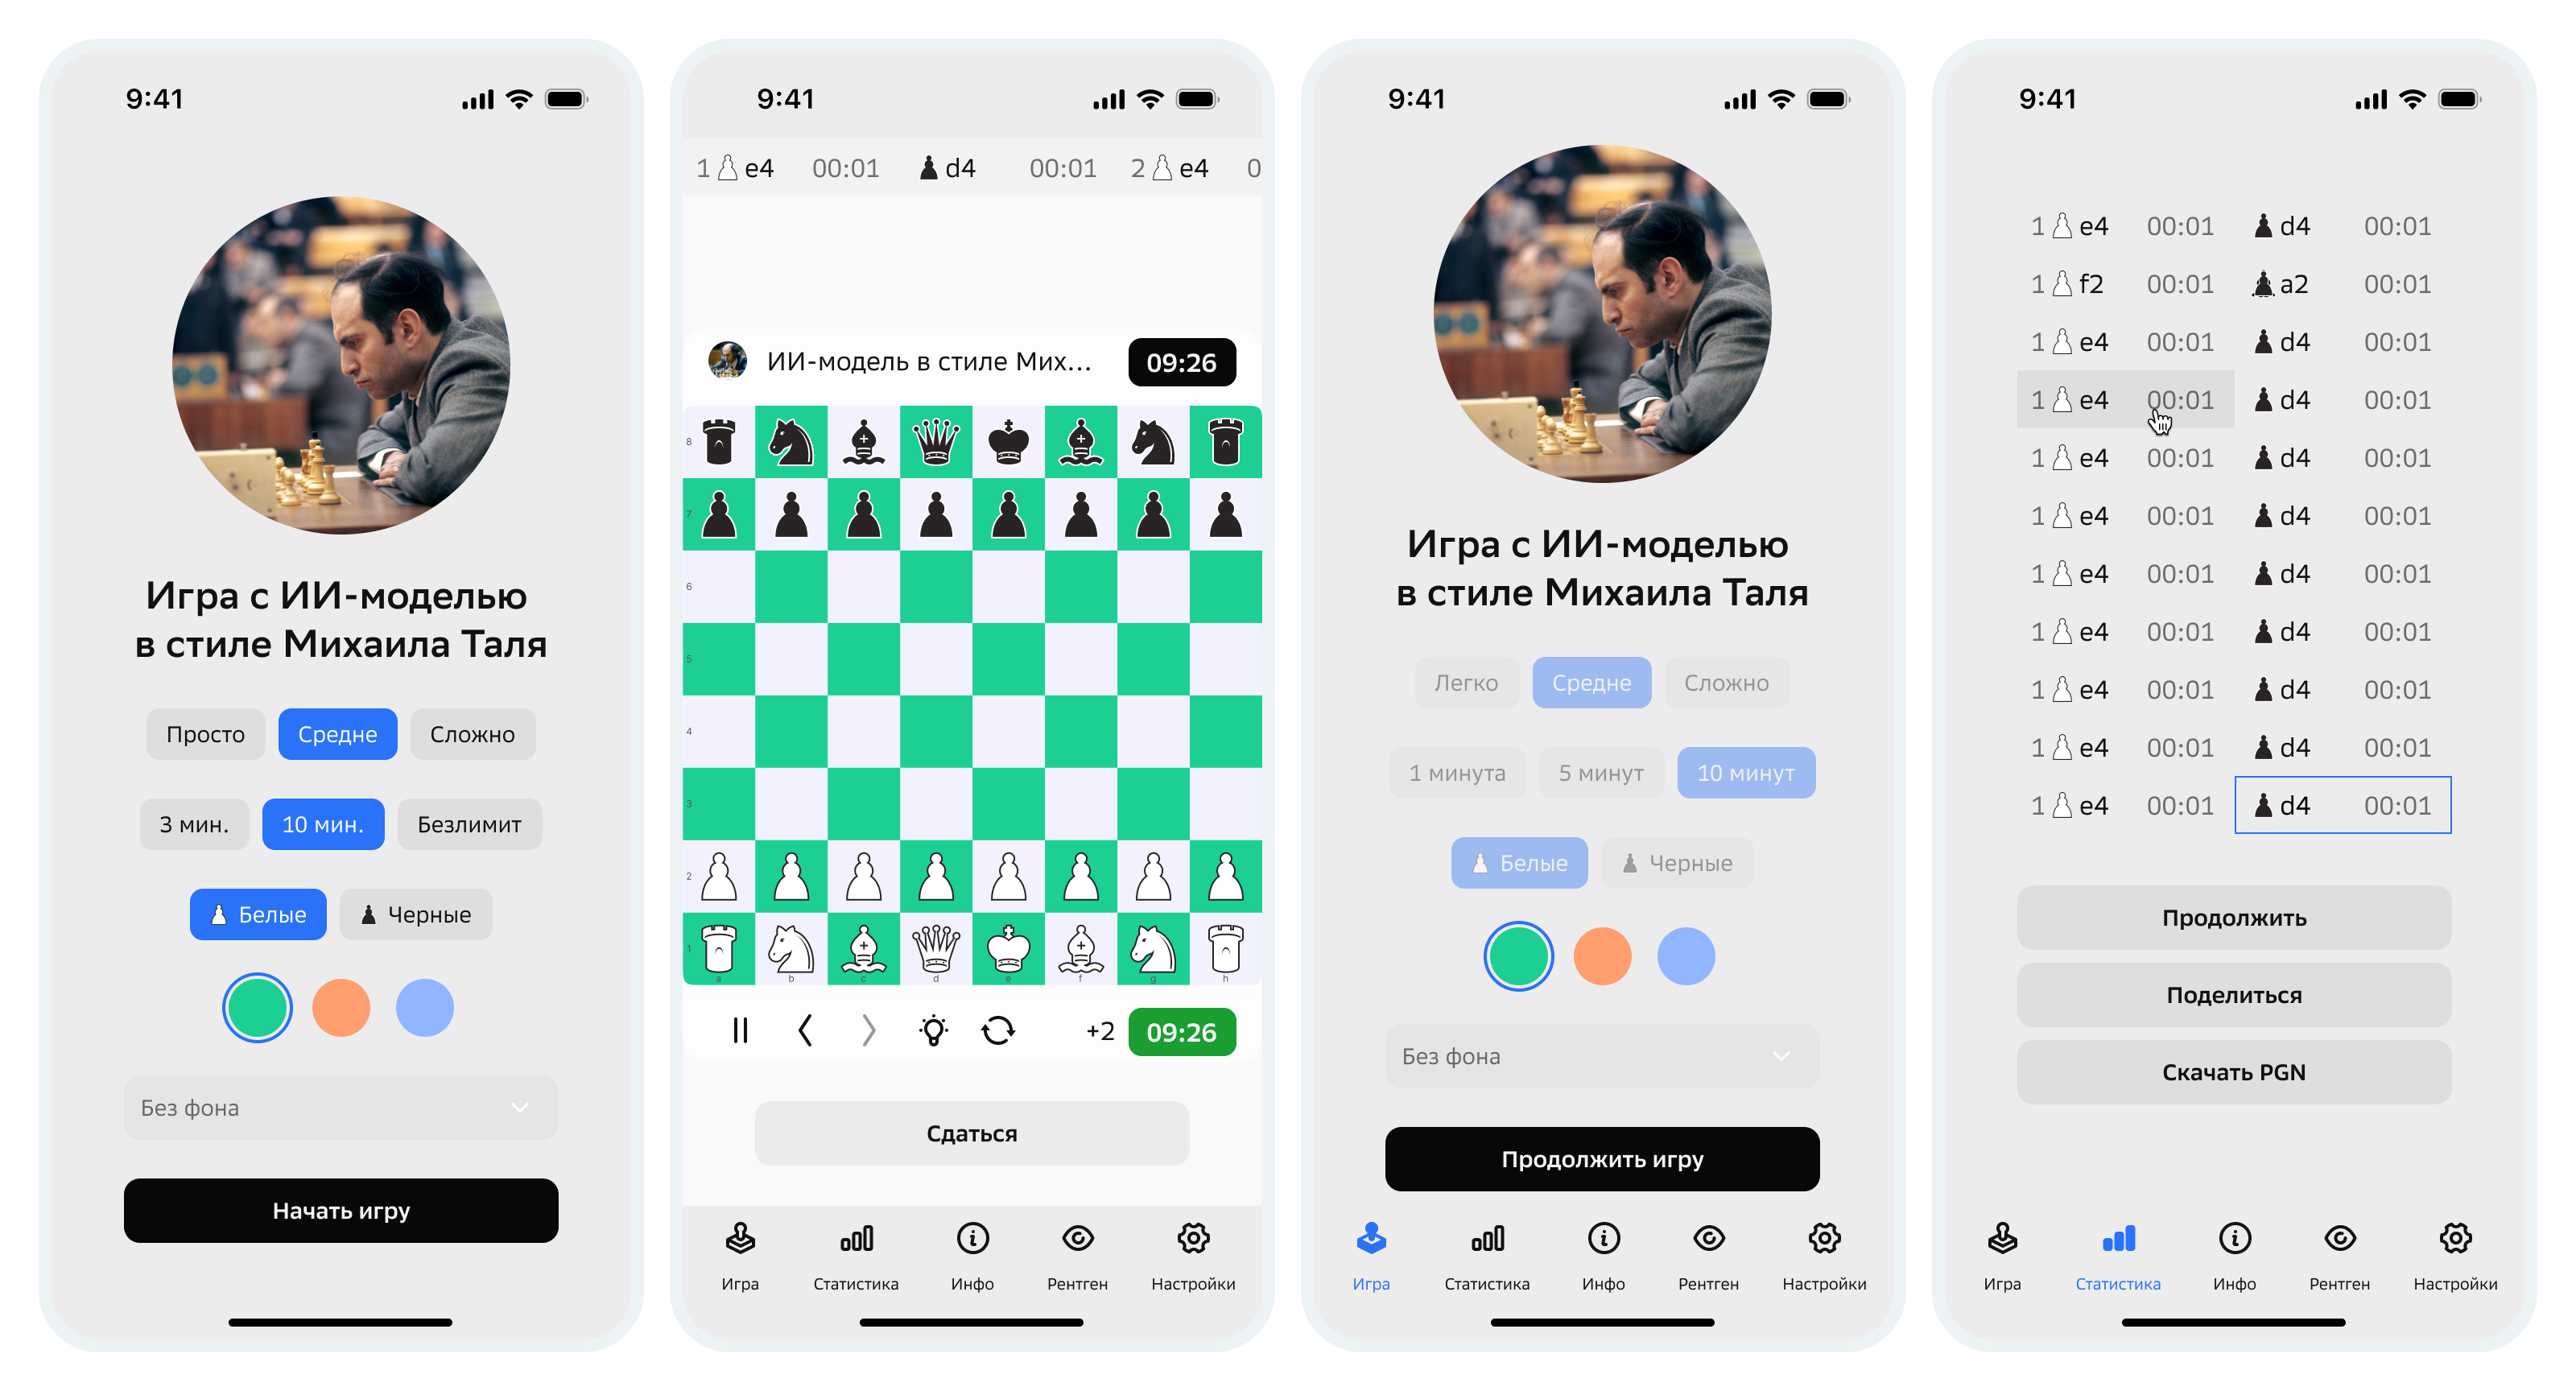 9:41
Игра с ИИ-моделью
в стиле Михаила Таля
Просто Средне Сложно
3 мин. 10 мин. Безлимит
Белые Черные
Без фона
Начать игру
9:41
1 e4 00:01 d4 00:01 2 e4 0
ИИ-модель в стиле Мих... 09:26
8
7
6
5
4
3
2
1
a b c d e f g h
+2 09:26
Сдаться
Игра Статистика Инфо Рентген Настройки
9:41
Игра с ИИ-моделью
в стиле Михаила Таля
Легко Средне Сложно
1 минута 5 минут 10 минут
Белые Черные
Без фона
Продолжить игру
Игра Статистика Инфо Рентген Настройки
9:41
1 e4 00:01 d4 00:01
1 f2 00:01 a2 00:01
1 e4 00:01 d4 00:01
1 e4 00:01 d4 00:01
1 e4 00:01 d4 00:01
1 e4 00:01 d4 00:01
1 e4 00:01 d4 00:01
1 e4 00:01 d4 00:01
1 e4 00:01 d4 00:01
1 e4 00:01 d4 00:01
1 e4 00:01 d4 00:01
Продолжить
Поделиться
Скачать PGN
Игра Статистика Инфо Рентген Настройки